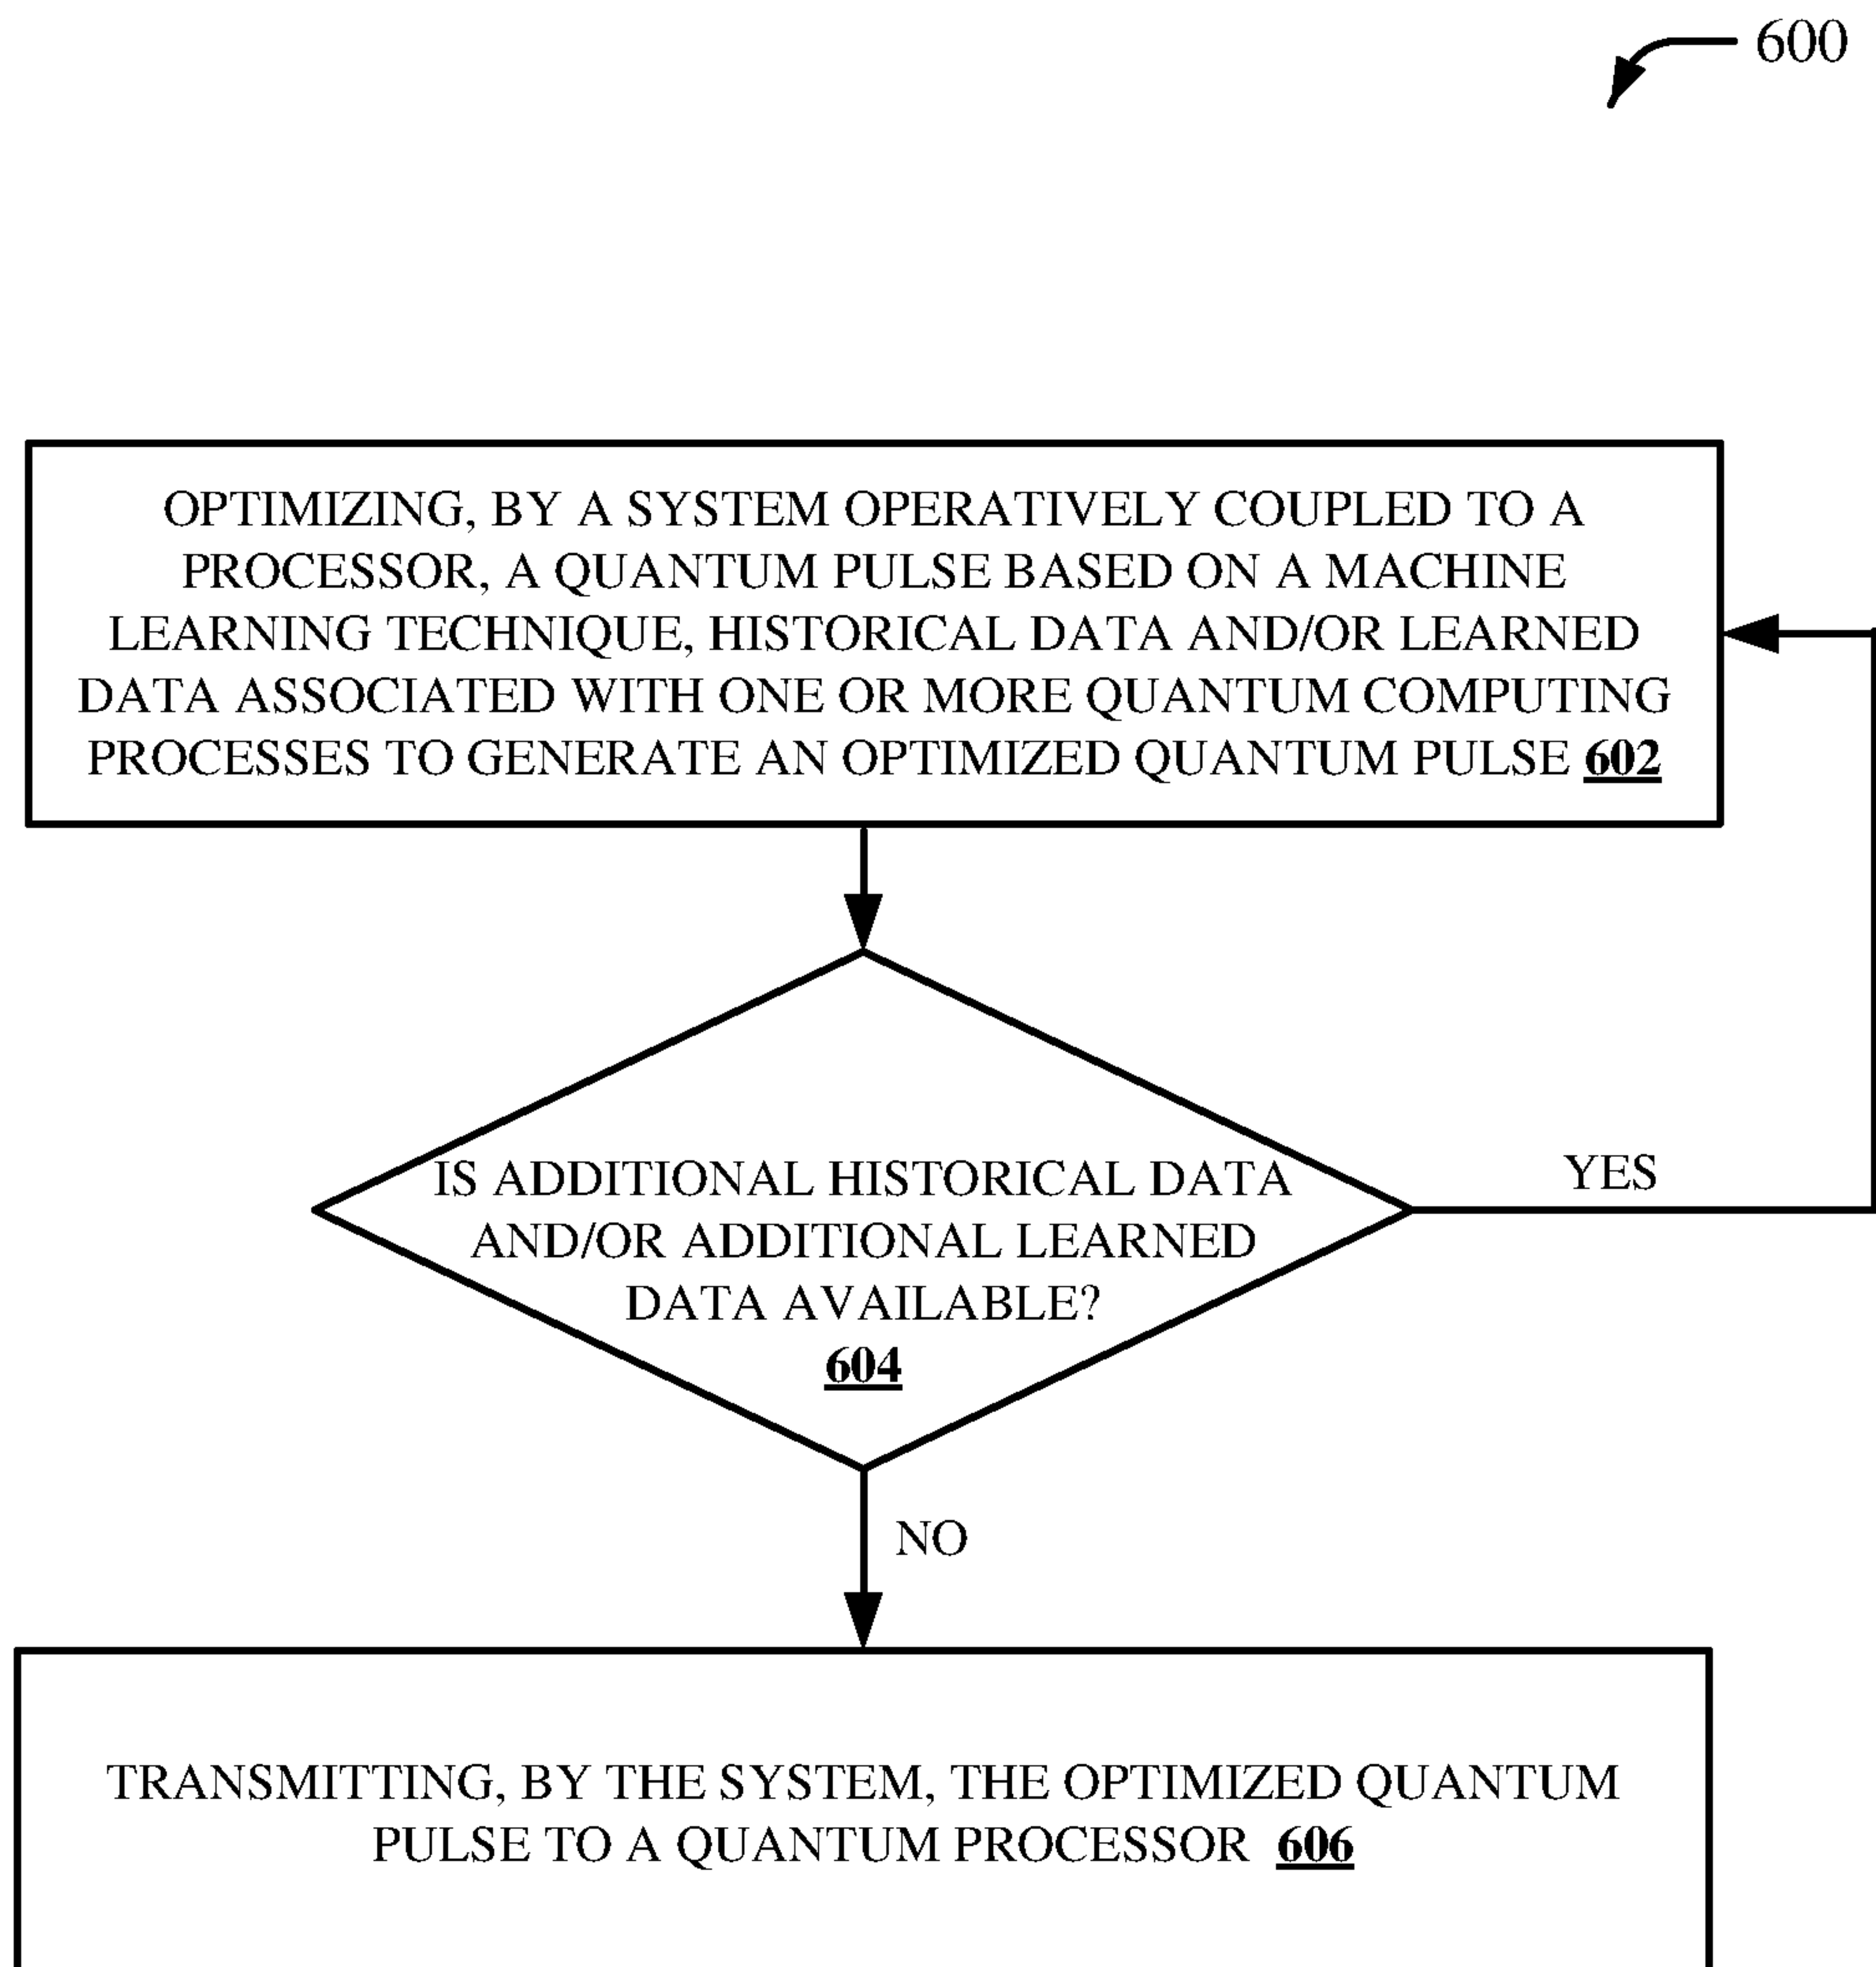 600
OPTIMIZING, BY A SYSTEM OPERATIVELY COUPLED TO A
PROCESSOR, A QUANTUM PULSE BASED ON A MACHINE
LEARNING TECHNIQUE, HISTORICAL DATA AND/OR LEARNED
DATA ASSOCIATED WITH ONE OR MORE QUANTUM COMPUTING
PROCESSES TO GENERATE AN OPTIMIZED QUANTUM PULSE 602
IS ADDITIONAL HISTORICAL DATA
AND/OR ADDITIONAL LEARNED
DATA AVAILABLE?
604
YES
NO
TRANSMITTING, BY THE SYSTEM, THE OPTIMIZED QUANTUM
PULSE TO A QUANTUM PROCESSOR 606